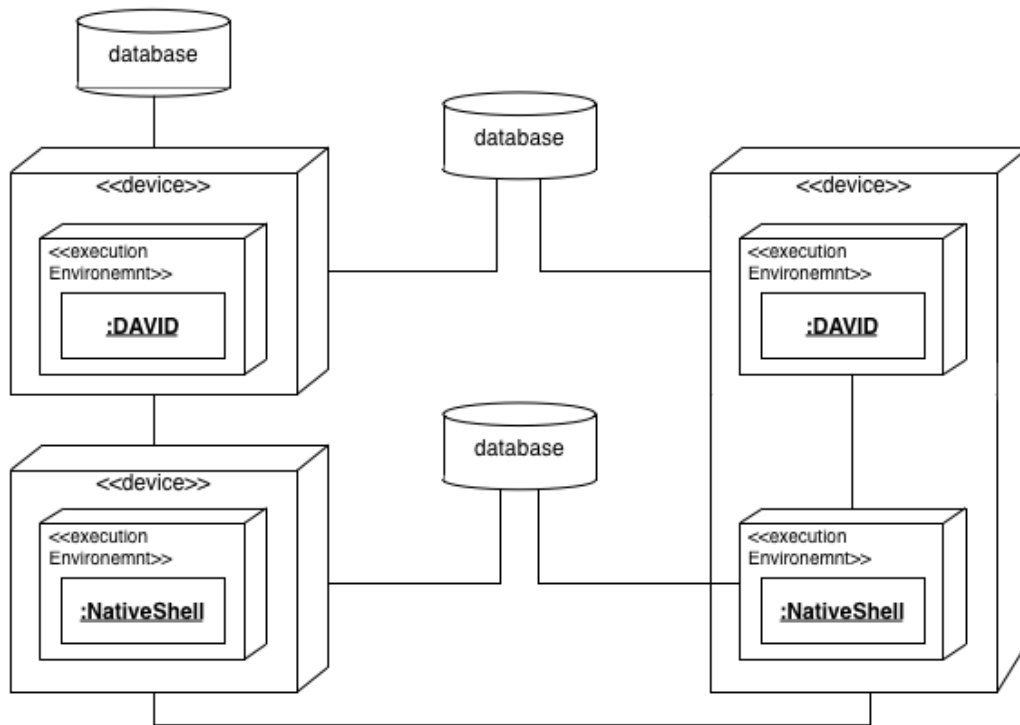 database
database
<<device>>
<<device>>
<<execution
Environemnt>>
:DAVID
<<execution
Environemnt>>
:DAVID
database
<<device>>
<<execution
Environemnt>>
:NativeShell
<<execution
Environemnt>>
:NativeShell